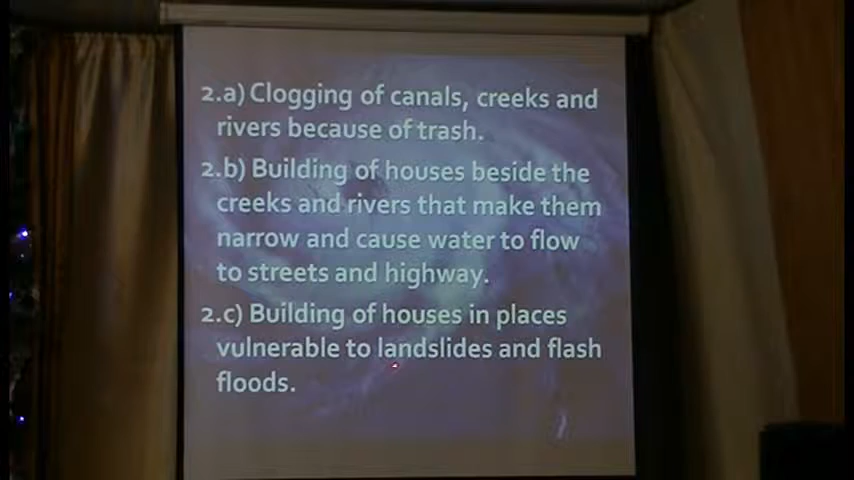 2.a) Clogging of canals, creeks and
rivers because of trash.
2.b) Building of houses beside the
creeks and rivers that make them
narrow and cause water to flow
to streets and highway.
2.c) Building of houses in places
vulnerable to landslides and flash
floods.